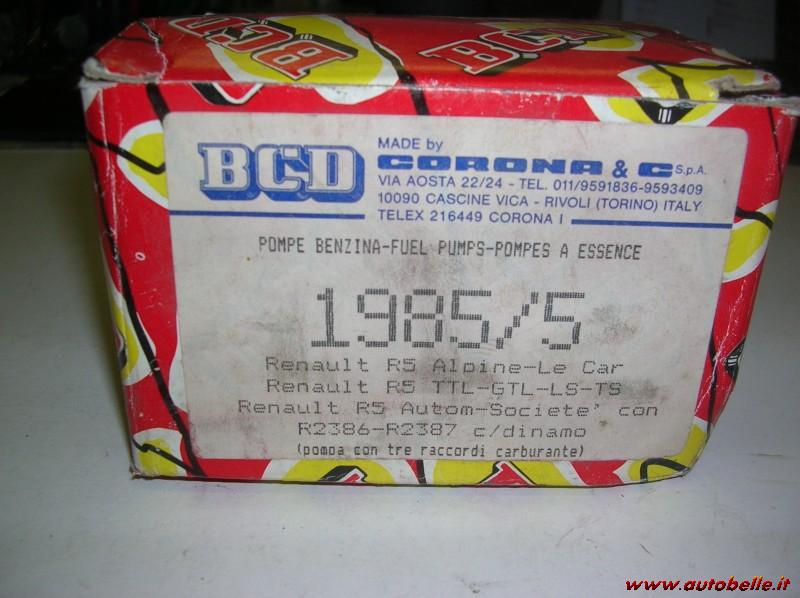 BCD
BCD
BCD
MADE by
CORONA & C S.p.A.
VIA AOSTA 22/24 - TEL. 011/9591836-9593409
10090 CASCINE VICA - RIVOLI (TORINO) ITALY
TELEX 216449 CORONA I
POMPE BENZINA-FUEL PUMPS-POMPES A ESSENCE
1985/5
Renault R5 Alpine-Le Car
Renault R5 TTL-GTL-LS-TS
Renault R5 Autom-Societe' con
R2386-R2387 c/dinamo
(pompa con tre raccordi carburante)
www.autobelle.it